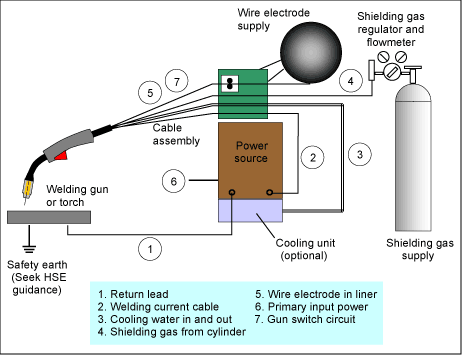 Wire electrode
supply
Shielding gas
regulator and
flowmeter
7
5
4
Cable
assembly
Power
source
2
3
6
Welding gun
or torch
1
Cooling unit
(optional)
Shielding gas
supply
Safety earth
(Seek HSE
guidance)
1. Return lead
2. Welding current cable
3. Cooling water in and out
4. Shielding gas from cylinder
5. Wire electrode in liner
6. Primary input power
7. Gun switch circuit